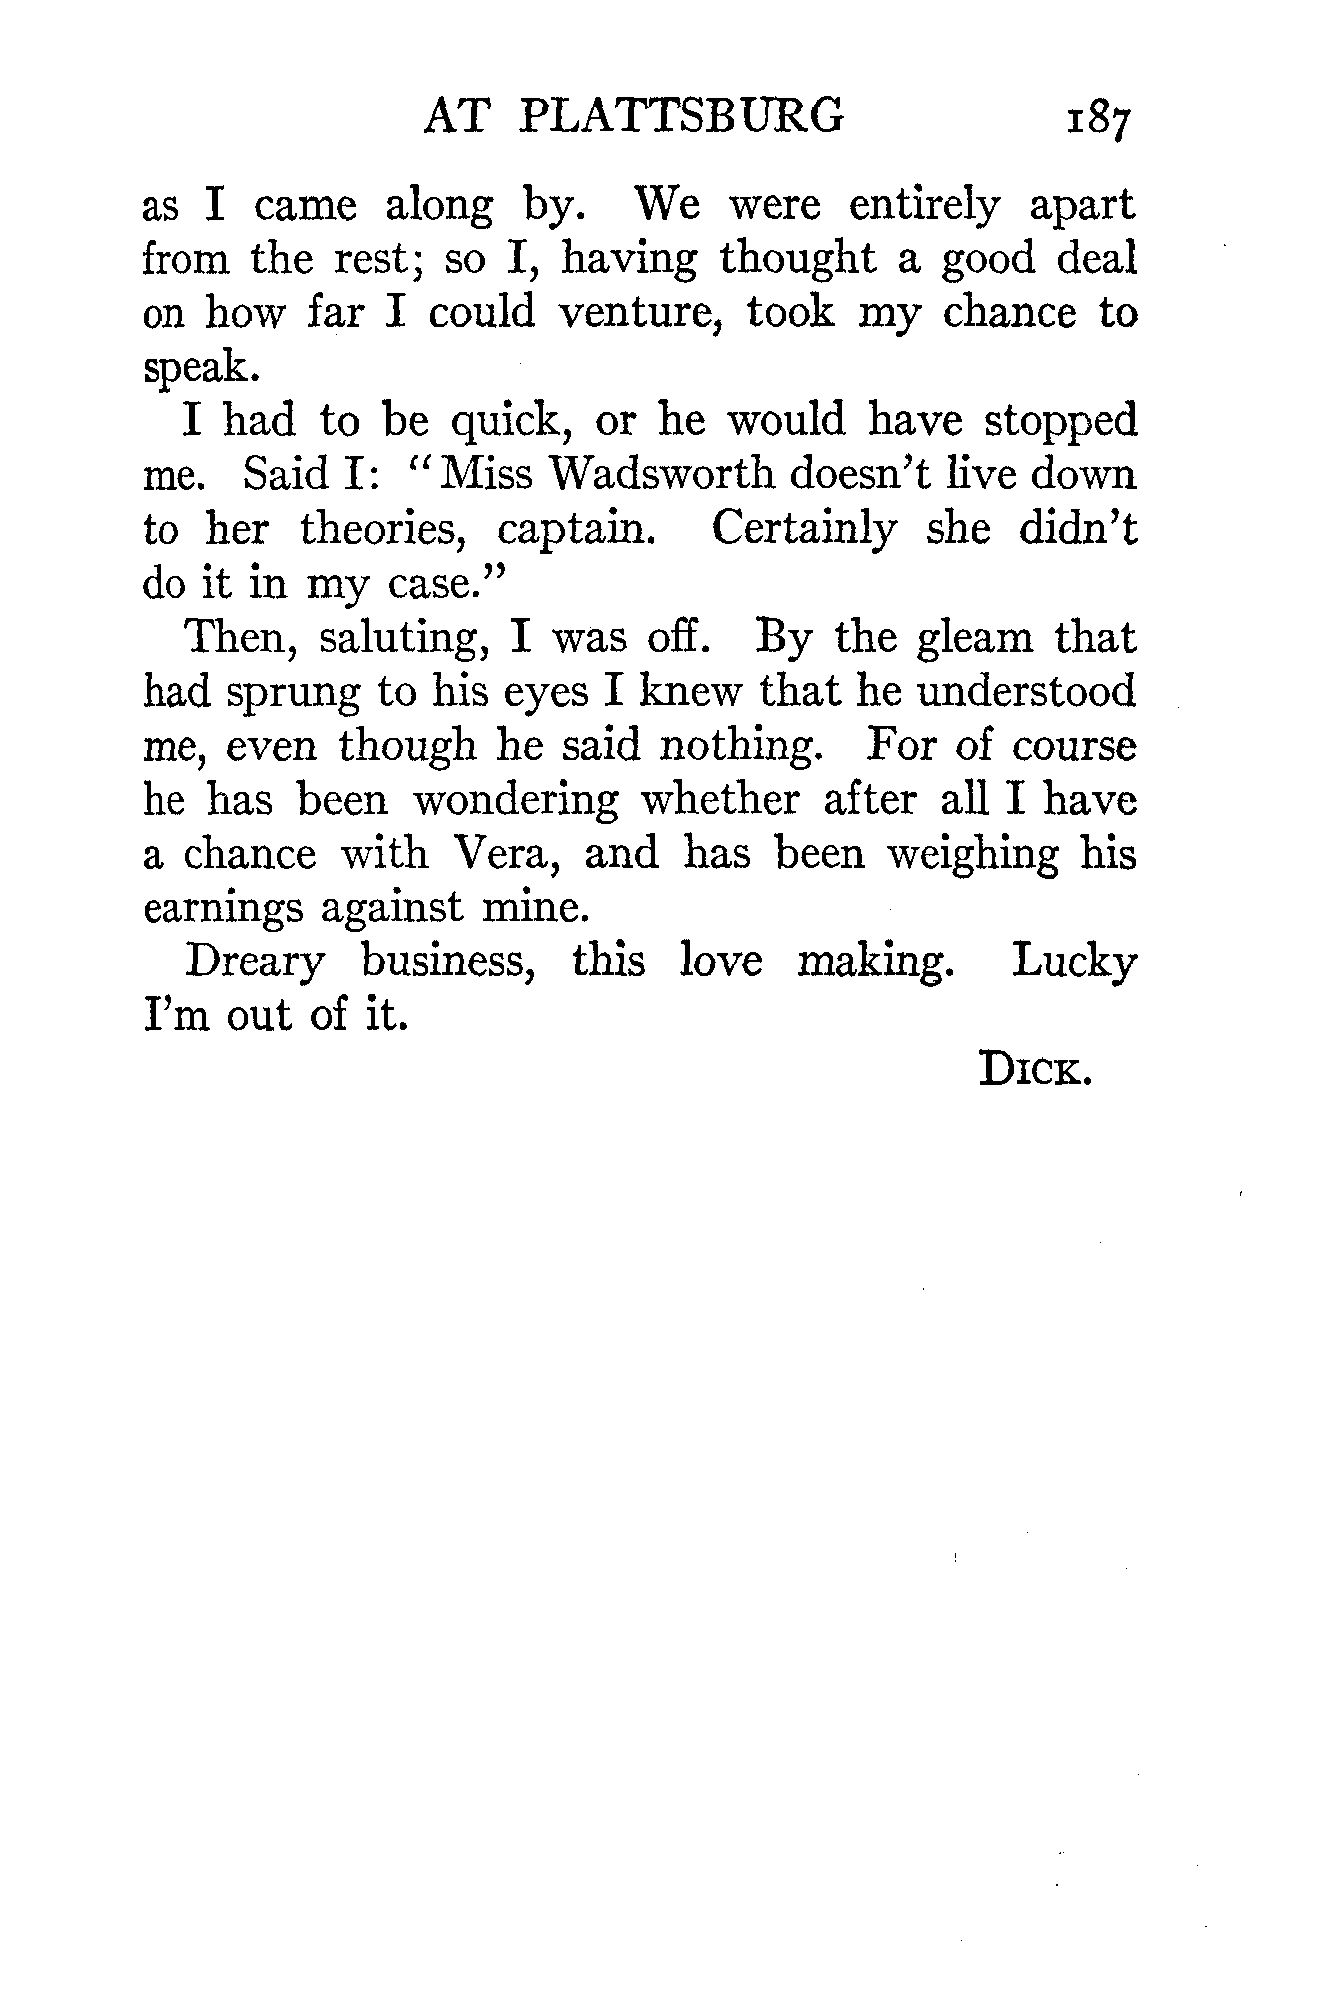 AT PLATTSBURG 187
as I came along by. We were entirely apart
from the rest; so I, having thought a good deal
on how far I could venture, took my chance to
speak.
I had to be quick, or he would have stopped
me. Said I: “Miss Wadsworth doesn’t live down
to her theories, captain. Certainly she didn’t
do it in my case.”
Then, saluting, I was off. By the gleam that
had sprung to his eyes I knew that he understood
me, even though he said nothing. For of course
he has been wondering whether after all I have
a chance with Vera, and has been weighing his
earnings against mine.
Dreary business, this love making. Lucky
I’m out of it.
DICK.